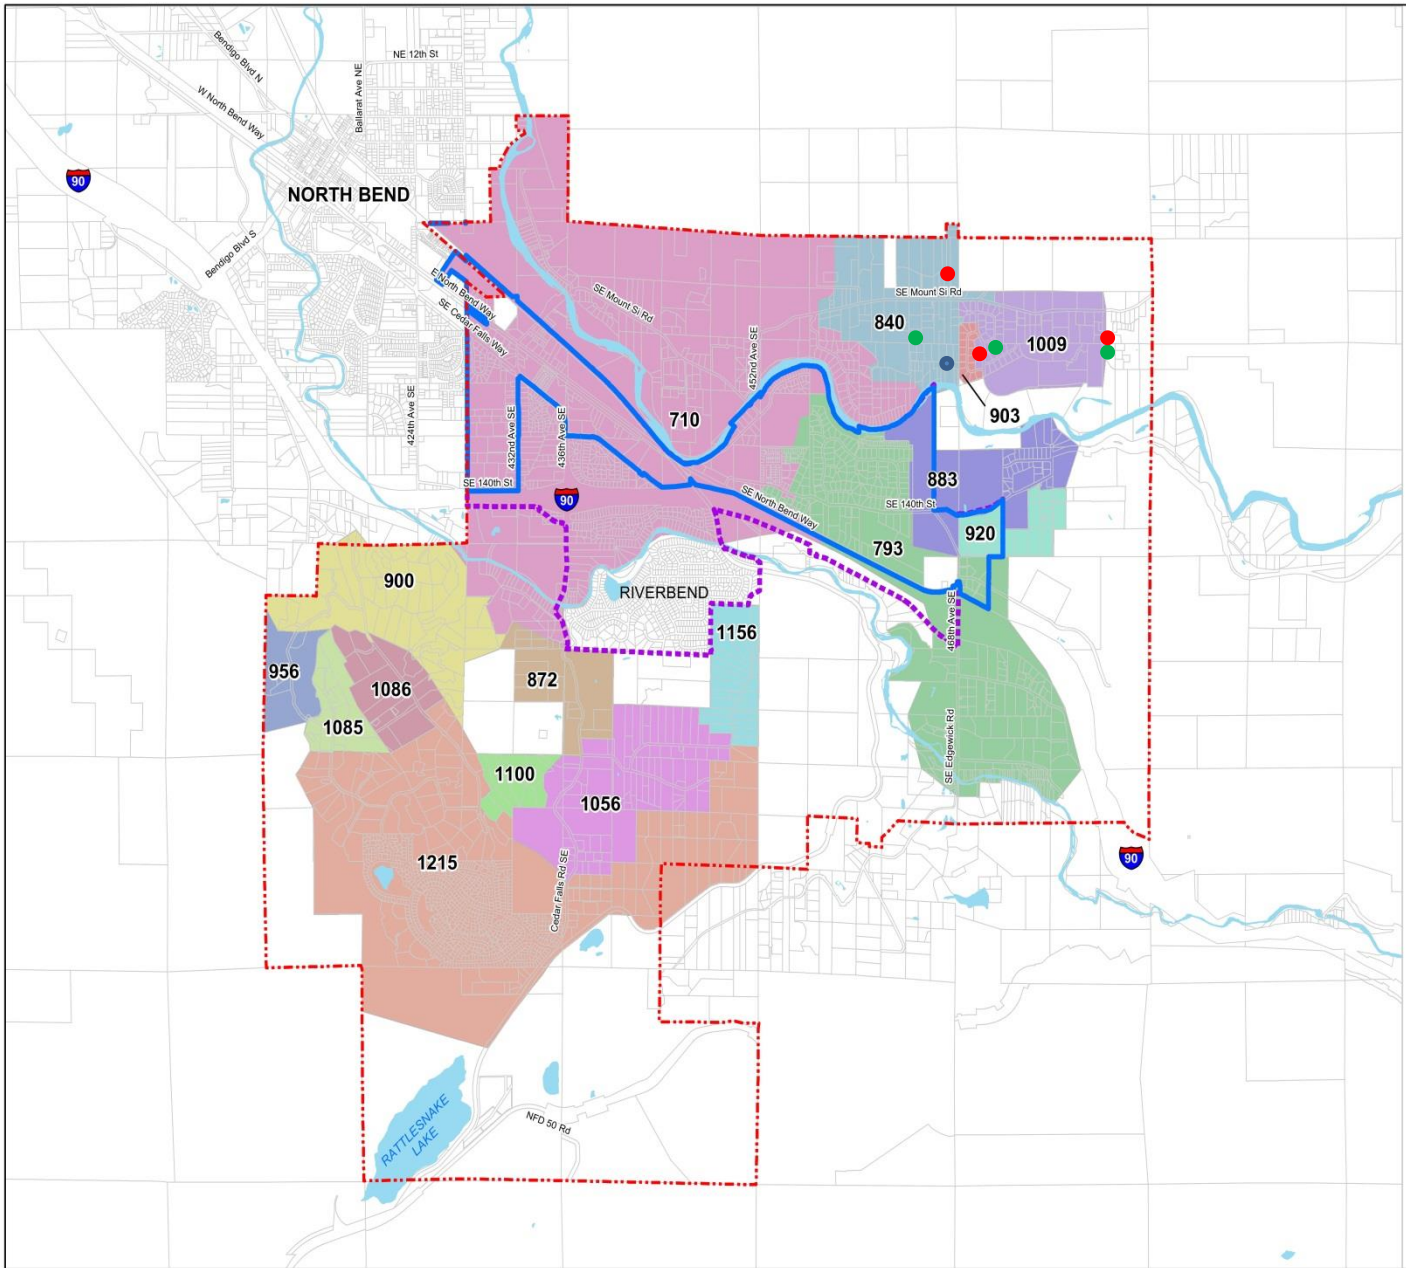 NE 12th St
Bendigo Blvd N
Ballarat Ave NE
W North Bend Way
90
NORTH BEND
Bendigo Blvd S
E North Bend Way
SE Cedar Falls Way
SE Mount Si Rd
SE Mount Si Rd
840
1009
452nd Ave SE
903
424th Ave SE
432nd Ave SE
436th Ave SE
710
883
SE 140th St
90
SE North Bend Way
SE 140th St
920
793
900
RIVERBEND
468th Ave SE
1156
956
1086
872
1085
SE Edgewick Rd
1100
1056
90
1215
Cedar Falls Rd SE
RATTLESNAKE
LAKE
NFD 50 Rd